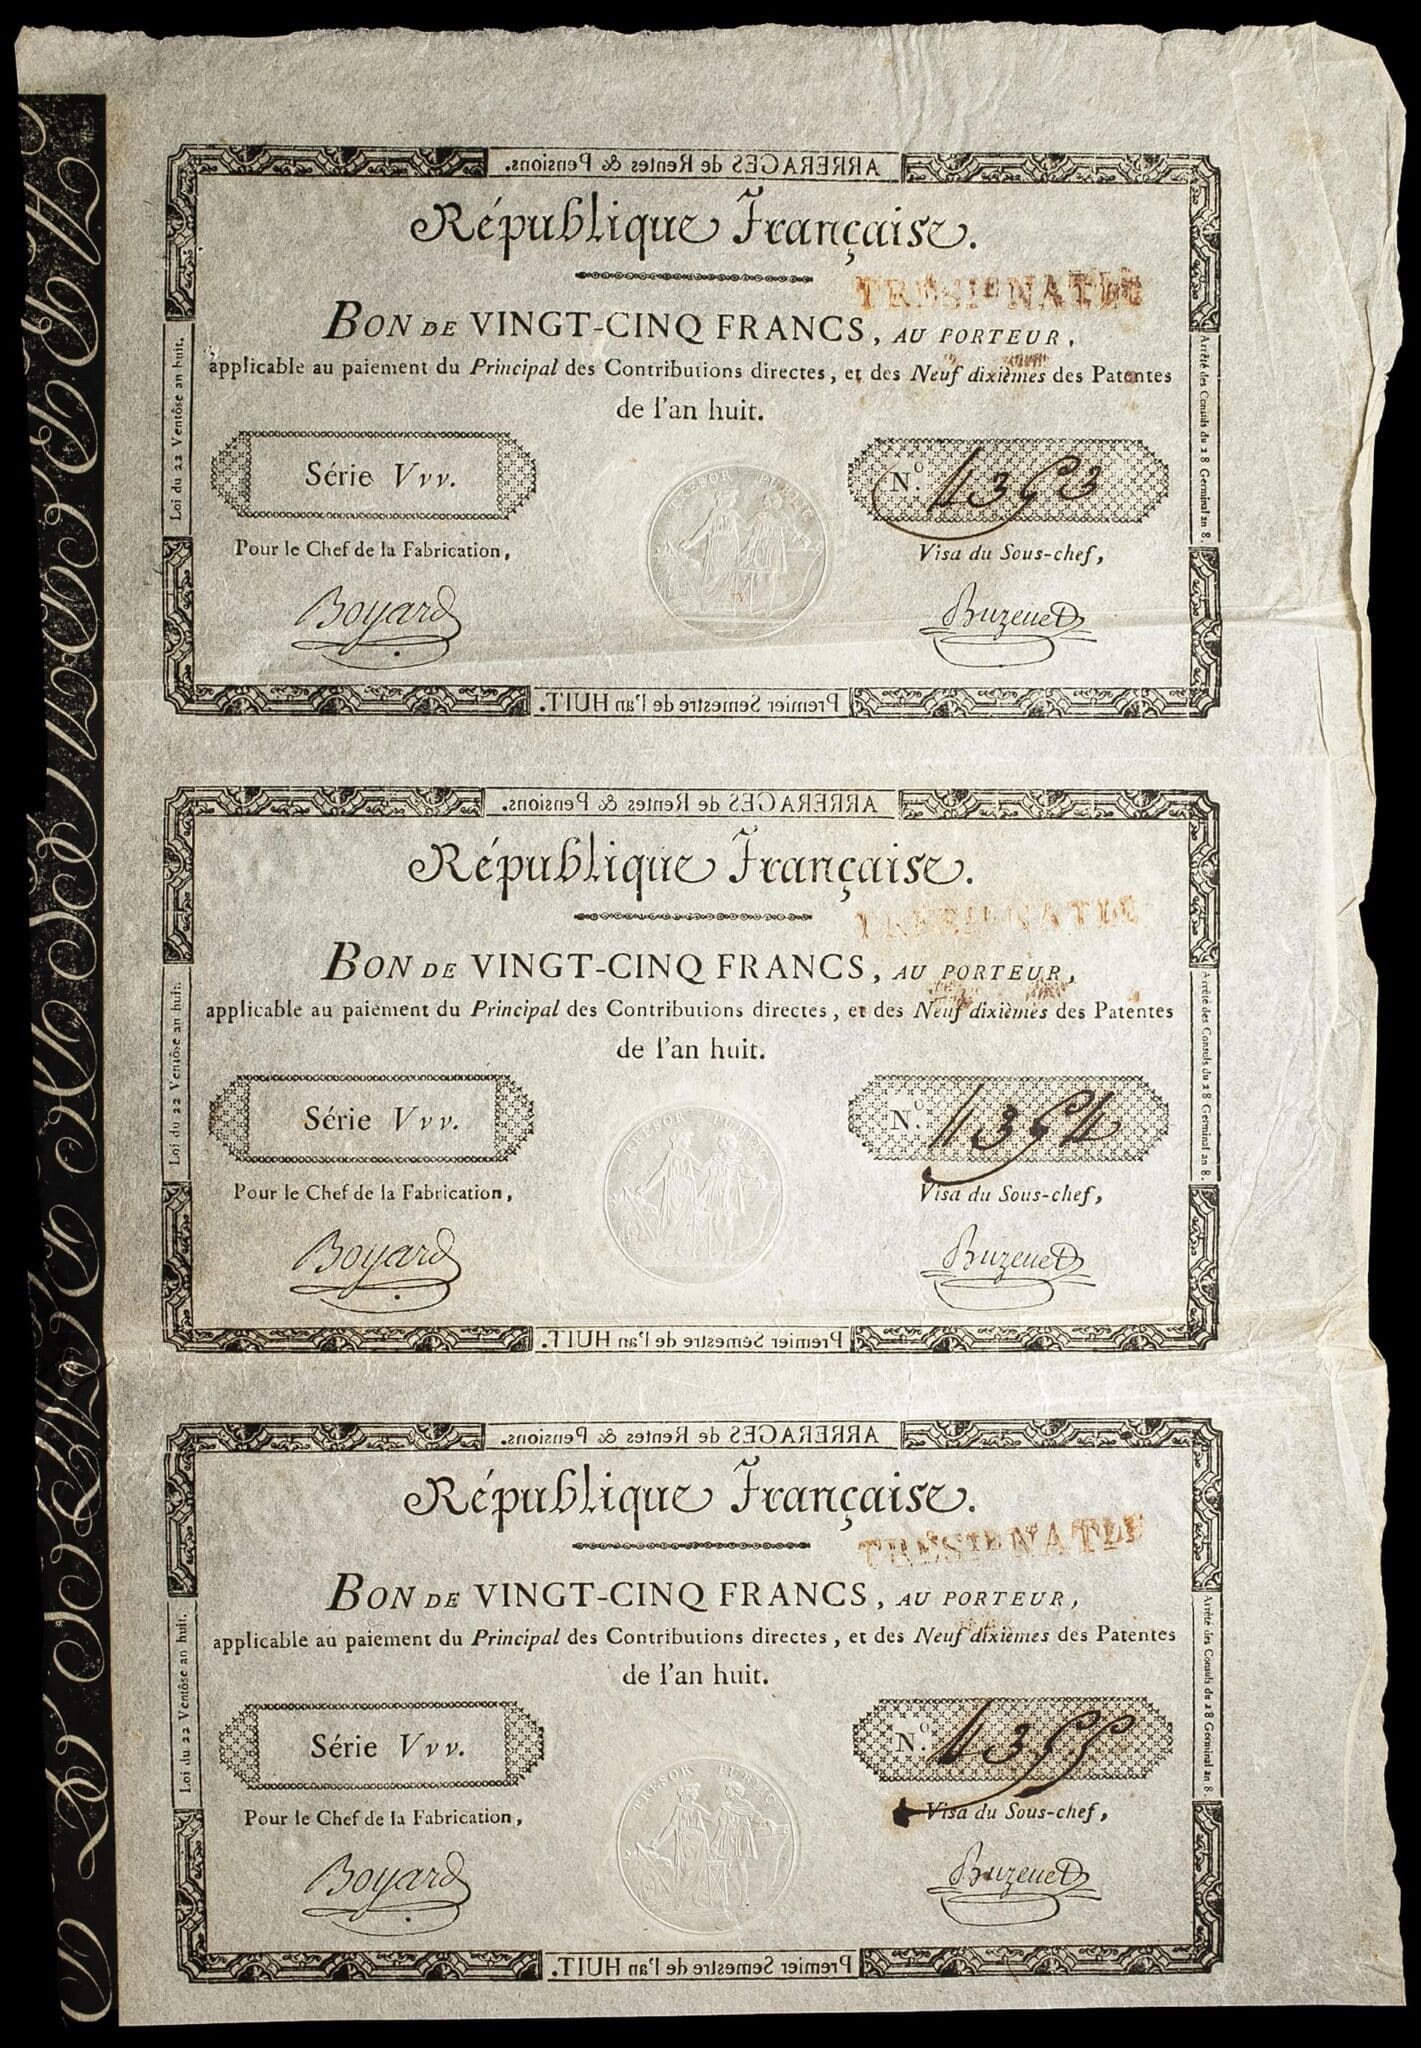 ARRERAGES de Rentes & Pensions.
République Française.
TRÉSIE NATLE
BON DE VINGT-CINQ FRANCS, AU PORTEUR,
applicable au paiement du Principal des Contributions directes, et des Neuf dixièmes des Patentes
de l'an huit.
Loi du 22 Ventôse an huit.
Arrêté des Consuls du 28 Germinal an 8.
Série Vvv.
TRESOR PUBLIC
N.º 4353
Pour le Chef de la Fabrication,
Visa du Sous-chef,
Boyard
Buzenet
Premier Semestre de l'an HUIT.
ARRERAGES de Rentes & Pensions.
République Française.
TRÉSIE NATLE
BON DE VINGT-CINQ FRANCS, AU PORTEUR,
applicable au paiement du Principal des Contributions directes, et des Neuf dixièmes des Patentes
de l'an huit.
Loi du 22 Ventôse an huit.
Arrêté des Consuls du 28 Germinal an 8.
Série Vvv.
TRESOR PUBLIC
N.º 4354
Pour le Chef de la Fabrication,
Visa du Sous-chef,
Boyard
Buzenet
Premier Semestre de l'an HUIT.
ARRERAGES de Rentes & Pensions.
République Française.
TRÉSIE NATLE
BON DE VINGT-CINQ FRANCS, AU PORTEUR,
applicable au paiement du Principal des Contributions directes, et des Neuf dixièmes des Patentes
de l'an huit.
Loi du 22 Ventôse an huit.
Arrêté des Consuls du 28 Germinal an 8.
Série Vvv.
TRESOR PUBLIC
N.º 4355
Pour le Chef de la Fabrication,
Visa du Sous-chef,
Boyard
Buzenet
Premier Semestre de l'an HUIT.